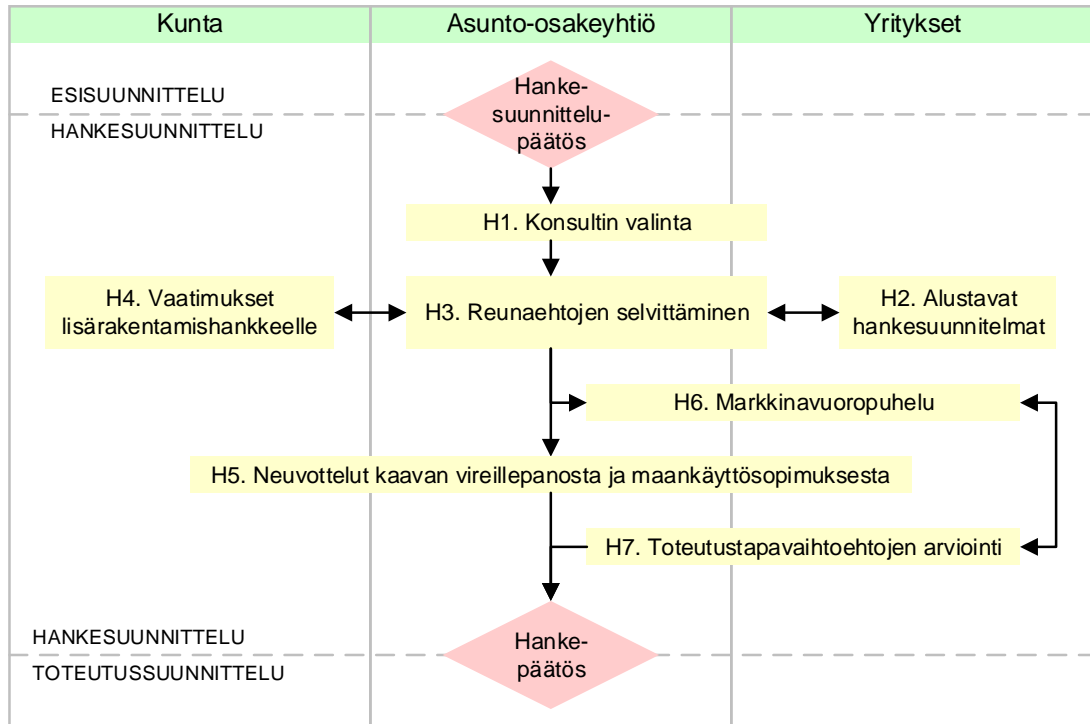 Kunta
Asunto-osakeyhtiö
Yritykset
ESISUUNNITTELU
HANKESUUNNITTELU
Hanke-
suunnittelu-
päätös
H1. Konsultin valinta
H4. Vaatimukset
lisärakentamishankkeelle
H3. Reunaehtojen selvittäminen
H2. Alustavat
hankesuunnitelmat
H6. Markkinavuoropuhelu
H5. Neuvottelut kaavan vireillepanosta ja maankäyttösopimuksesta
H7. Toteutustapavaihtoehtojen arviointi
HANKESUUNNITTELU
TOTEUTUSSUUNNITTELU
Hanke-
päätös